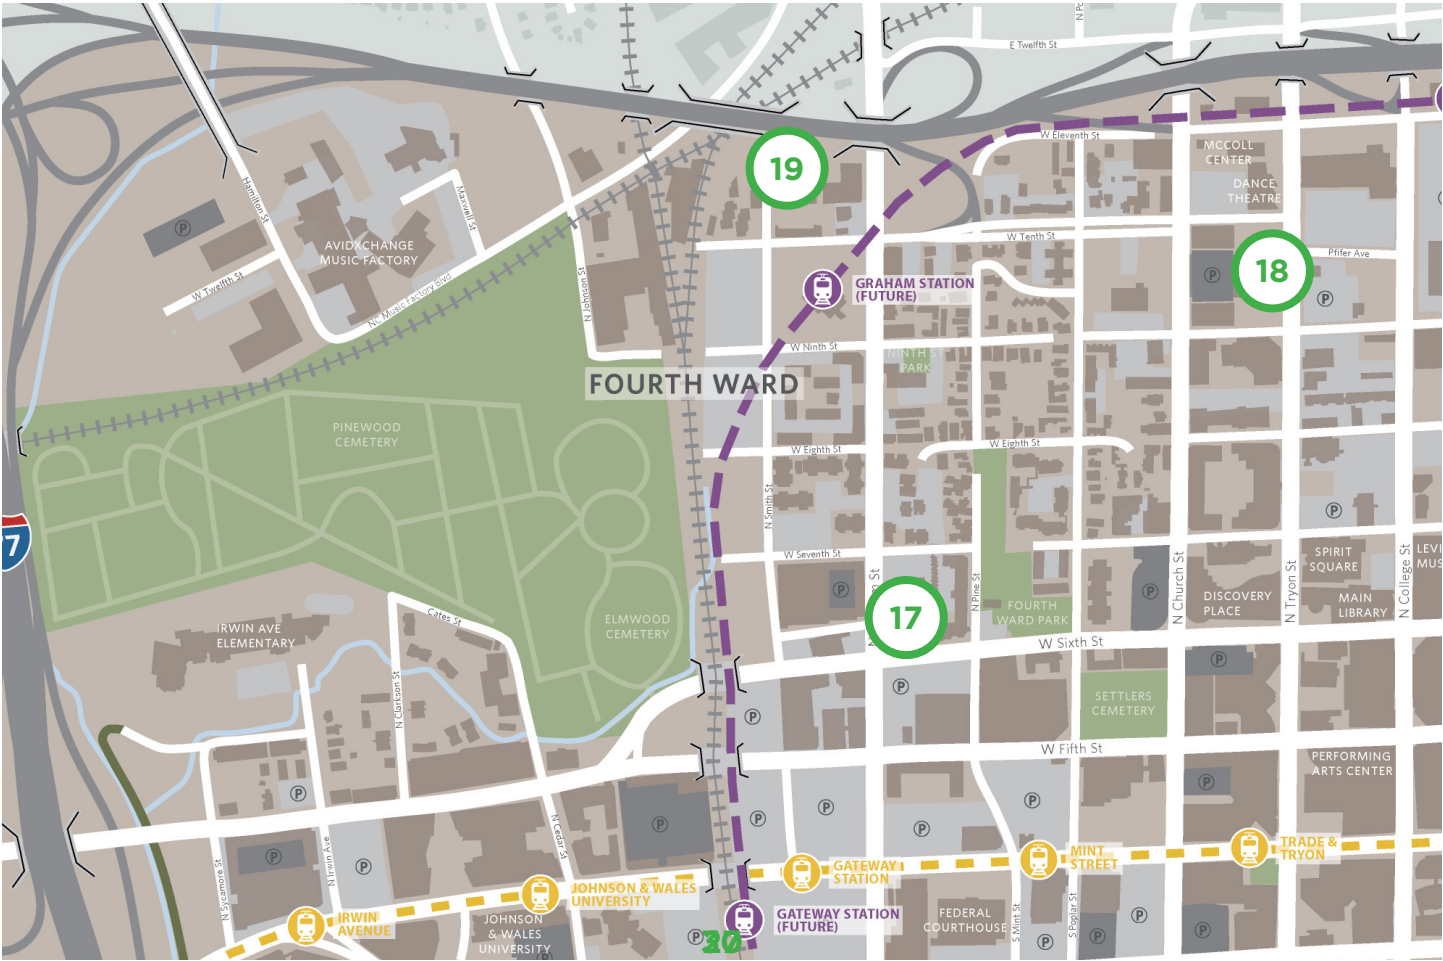 N Po
E Twelfth St
19
W Eleventh St
MCCOLL
CENTER
Hamilton St
Maxwell St
P
DANCE
THEATRE
AVIDXCHANGE
MUSIC FACTORY
W Tenth St
Pfifer Ave
18
P
P
W Twelfth St
NC Music Factory Blvd
N Johnson St
GRAHAM STATION
(FUTURE)
W Ninth St
NINTH ST
PARK
FOURTH WARD
PINEWOOD
CEMETERY
W Eighth St
W Eighth St
N Smith St
P
7
W Seventh St
SPIRIT
SQUARE
LEVI
MUS
P
m St
N Pine St
P
N Church St
DISCOVERY
PLACE
N Tryon St
MAIN
LIBRARY
N College St
17
FOURTH
WARD PARK
Cates St
ELMWOOD
CEMETERY
IRWIN AVE
ELEMENTARY
W Sixth St
P
P
N Clarkson St
SETTLERS
CEMETERY
P
W Fifth St
PERFORMING
ARTS CENTER
P
P
P
P
P
P
P
P
N Cedar St
TRADE &
TRYON
MINT
STREET
GATEWAY
STATION
P
P
N Irwin Ave
N Sycamore St
JOHNSON & WALES
UNIVERSITY
IRWIN
AVENUE
JOHNSON
& WALES
UNIVERSITY
GATEWAY STATION
(FUTURE)
FEDERAL
COURTHOUSE
S Mint St
S Poplar St
P
P
P
P
P
P